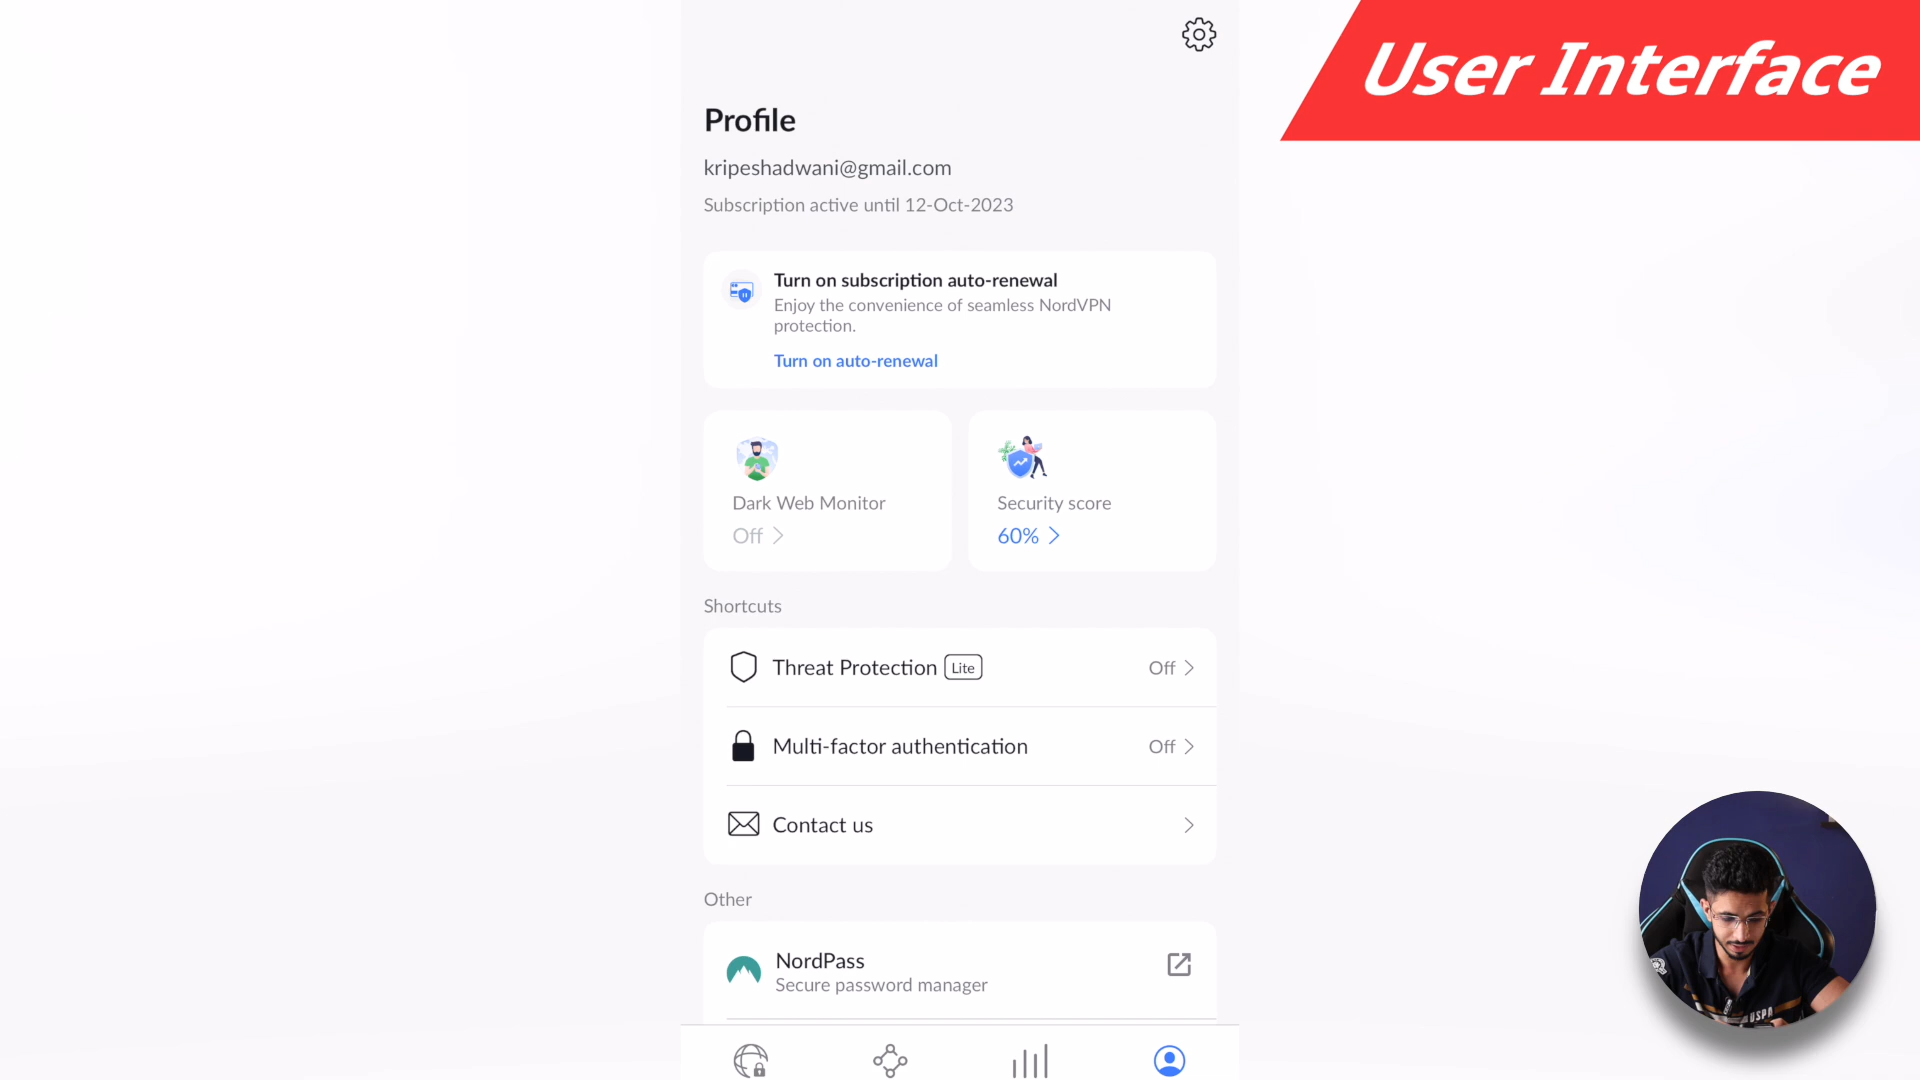 User Interface
Profile
kripeshadwani@gmail.com
Subscription active until 12-Oct-2023
Turn on subscription auto-renewal
Enjoy the convenience of seamless NordVPN
protection.
Turn on auto-renewal
Dark Web Monitor
Off
Security score
60%
Shortcuts
Threat Protection Lite
Off
Multi-factor authentication
Off
Contact us
Other
NordPass
Secure password manager
USPA